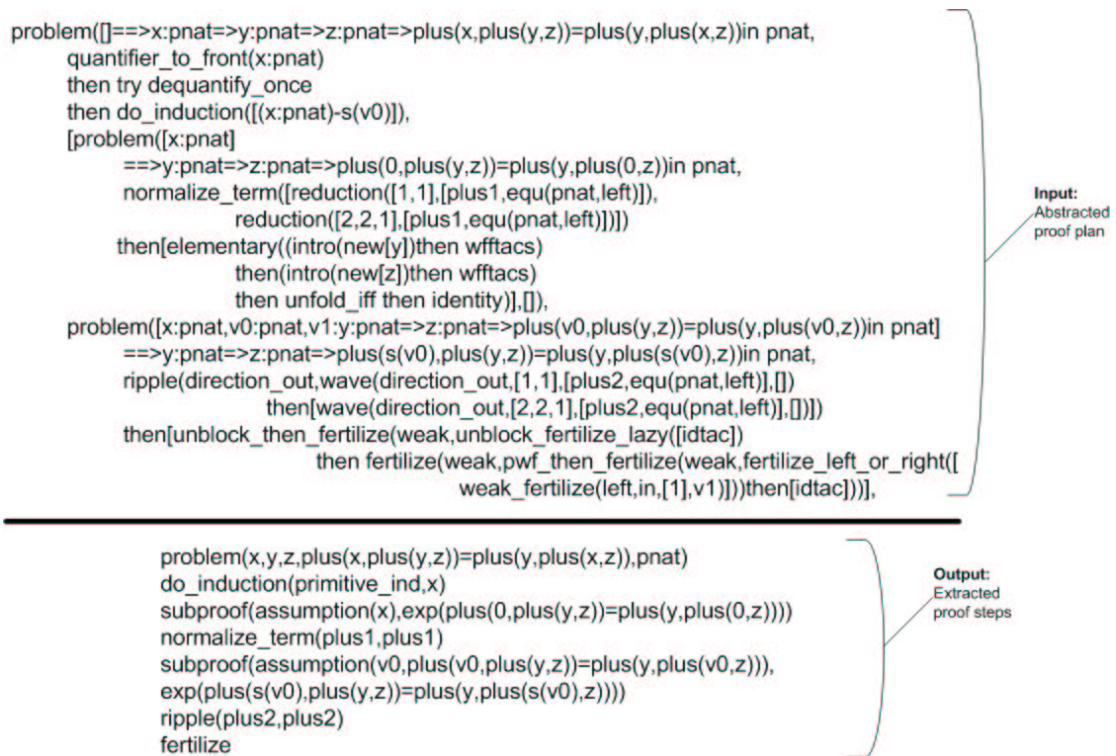 problem([]==>x:pnat=>y:pnat=>z:pnat=>plus(x,plus(y,z))=plus(y,plus(x,z))in pnat,
quantifier_to_front(x:pnat)
then try dequantify_once
then do_induction([(x:pnat)-s(v0)]),
[problem([x:pnat]
==>y:pnat=>z:pnat=>plus(0,plus(y,z))=plus(y,plus(0,z))in pnat,
normalize_term([reduction([1,1],[plus1,equ(pnat,left)]),
reduction([2,2,1],[plus1,equ(pnat,left)])])
then[elementary((intro(new[y])then wfftacs)
then(intro(new[z])then wfftacs)
then unfold_iff then identity)],[]),
problem([x:pnat,v0:pnat,v1:y:pnat=>z:pnat=>plus(v0,plus(y,z))=plus(y,plus(v0,z))in pnat]
==>y:pnat=>z:pnat=>plus(s(v0),plus(y,z))=plus(y,plus(s(v0),z))in pnat,
ripple(direction_out,wave(direction_out,[1,1],[plus2,equ(pnat,left)],[])
then[wave(direction_out,[2,2,1],[plus2,equ(pnat,left)],[])])
then[unblock_then_fertilize(weak,unblock_fertilize_lazy([idtac])
then fertilize(weak,pwf_then_fertilize(weak,fertilize_left_or_right([
weak_fertilize(left,in,[1],v1)]))then[idtac]))],
Input:
Abstracted
proof plan
problem(x,y,z,plus(x,plus(y,z))=plus(y,plus(x,z)),pnat)
do_induction(primitive_ind,x)
subproof(assumption(x),exp(plus(0,plus(y,z))=plus(y,plus(0,z))))
normalize_term(plus1,plus1)
subproof(assumption(v0,plus(v0,plus(y,z))=plus(y,plus(v0,z))),
exp(plus(s(v0),plus(y,z))=plus(y,plus(s(v0),z))))
ripple(plus2,plus2)
fertilize
Output:
Extracted
proof steps